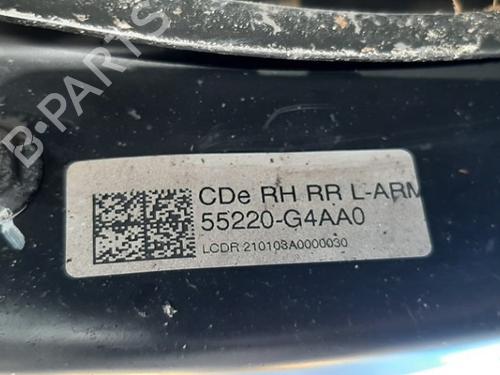 B-PARTS
CDe RH RR L-ARM
55220-G4AA0
LCDR 210108A0000030